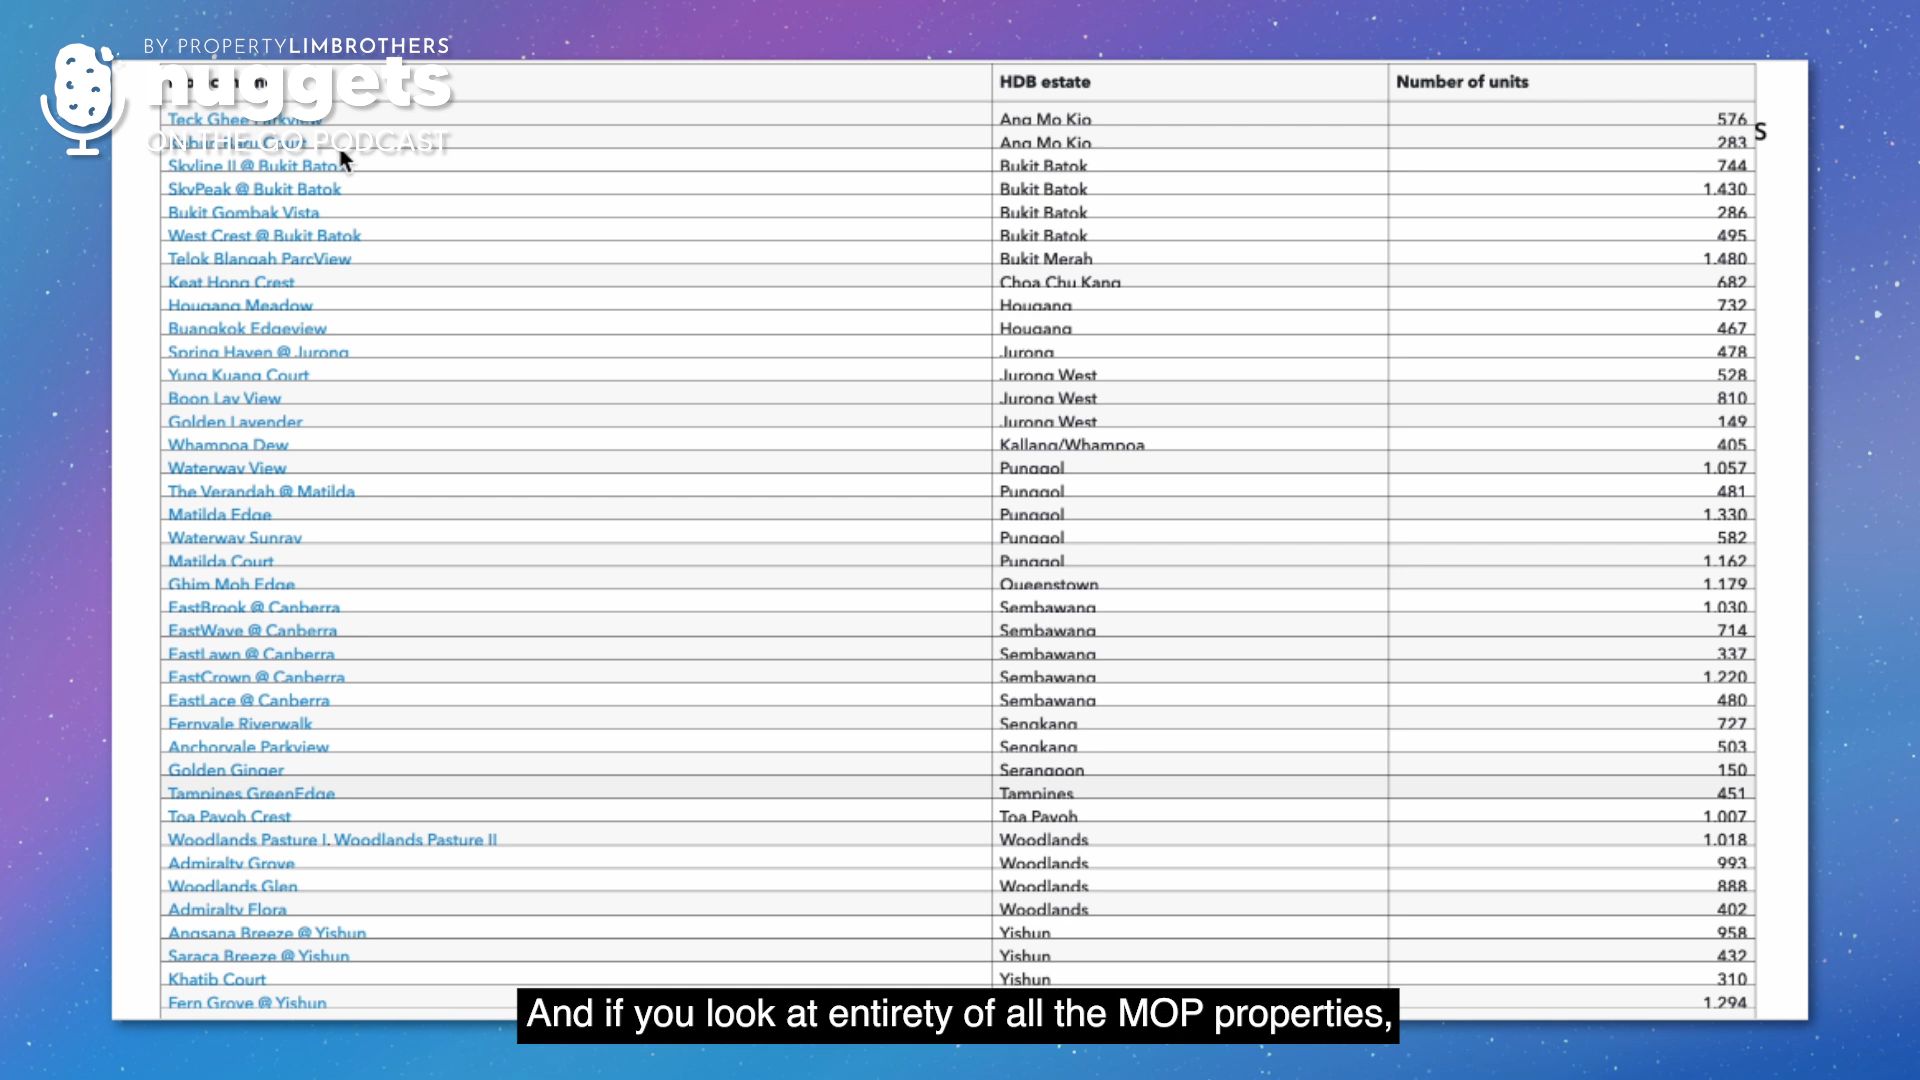 BY PROPERTYLIMBROTHERS
nuggets
ON THE GO PODCAST
HDB estate Number of units
Teck Ghee Parkview Ang Mo Kio 576
Ang Mo Kio 283
S
Skyline II @ Bukit Batok Bukit Batok 744
SkyPeak @ Bukit Batok Bukit Batok 1,430
Bukit Gombak Vista Bukit Batok 286
West Crest @ Bukit Batok Bukit Batok 495
Telok Blangah ParcView Bukit Merah 1,480
Keat Hong Crest Choa Chu Kang 682
Hougang Meadow Hougang 732
Buangkok Edgeview Hougang 467
Spring Haven @ Jurong Jurong 478
Yung Kuang Court Jurong West 528
Boon Lay View Jurong West 810
Golden Lavender Jurong West 149
Whampoa Dew Kallang/Whampoa 405
Waterway View Punggol 1,057
The Verandah @ Matilda Punggol 481
Matilda Edge Punggol 1,330
Waterway Sunray Punggol 582
Matilda Court Punggol 1,162
Ghim Moh Edge Queenstown 1,179
EastBrook @ Canberra Sembawang 1,030
EastWave @ Canberra Sembawang 714
EastLawn @ Canberra Sembawang 337
EastCrown @ Canberra Sembawang 1,220
EastLace @ Canberra Sembawang 480
Fernvale Riverwalk Sengkang 727
Anchorvale Parkview Sengkang 503
Golden Ginger Serangoon 150
Tampines GreenEdge Tampines 451
Toa Payoh Crest Toa Payoh 1,007
Woodlands Pasture I, Woodlands Pasture II Woodlands 1,018
Admiralty Grove Woodlands 993
Woodlands Glen Woodlands 888
Admiralty Flora Woodlands 402
Angsana Breeze @ Yishun Yishun 958
Saraca Breeze @ Yishun Yishun 432
Khatib Court Yishun 310
Fern Grove @ Yishun 1,294
And if you look at entirety of all the MOP properties,